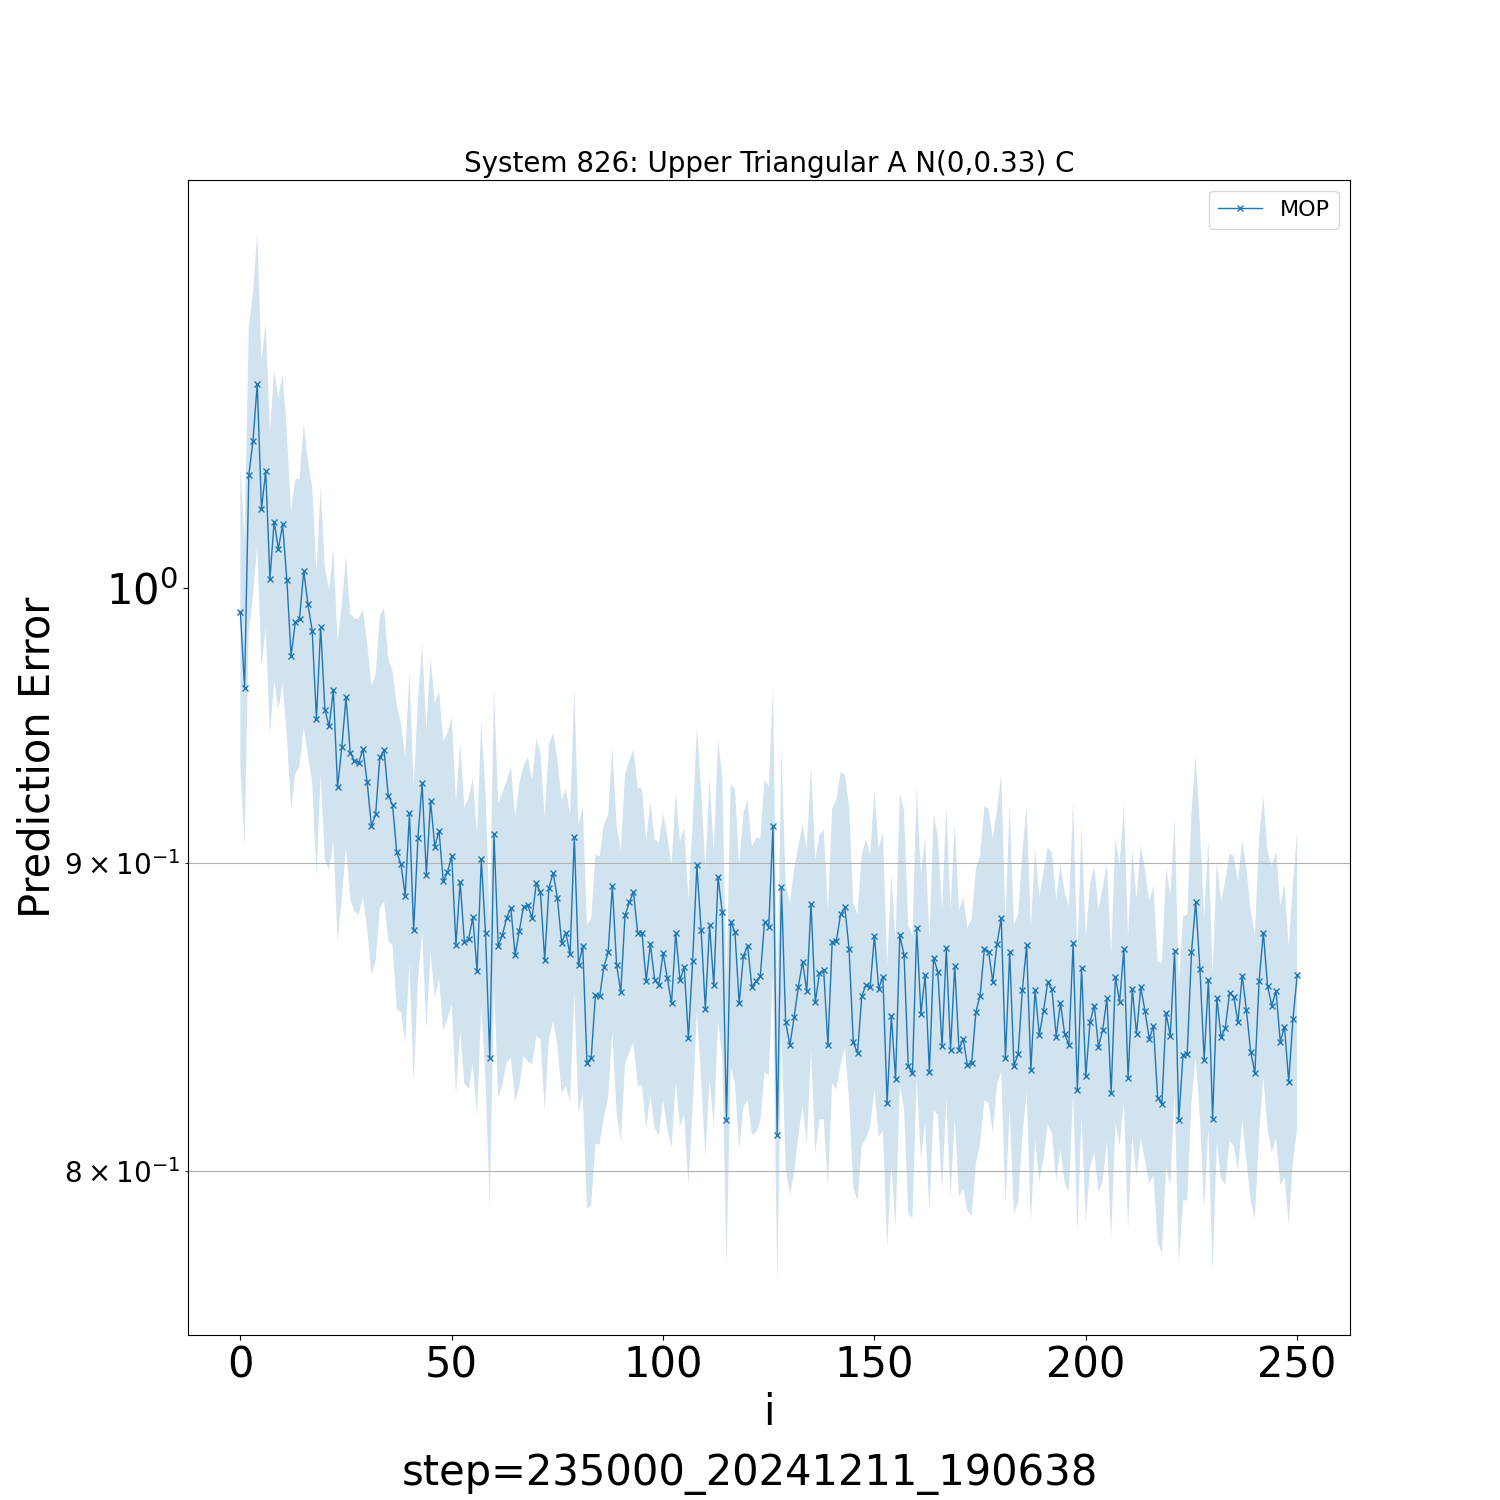 System 826: Upper Triangular A N(0,0.33) C
MOP
Prediction Error
10⁰
9 × 10⁻¹
8 × 10⁻¹
0 50 100 150 200 250
i
step=235000_20241211_190638